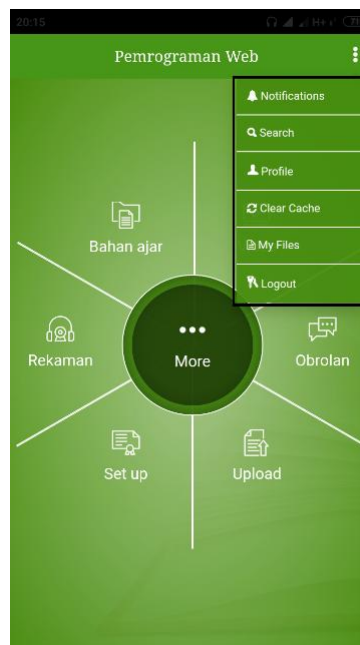 20:15
H+
71
Pemrograman Web
Notifications
Search
Profile
Clear Cache
My Files
Logout
Bahan ajar
Rekaman
More
Obrolan
Set up
Upload